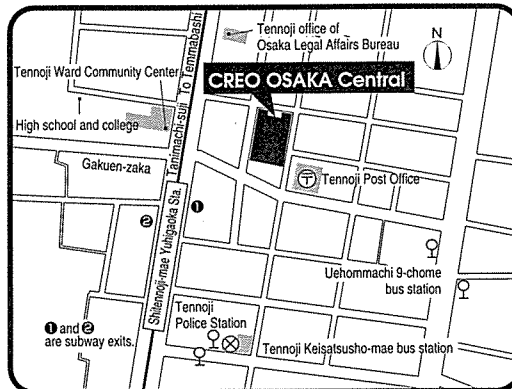 Tennoji office of
Osaka Legal Affairs Bureau
N
To Temmabashi
Tennoji Ward Community Center
CREO OSAKA Central
Tanimachi-suji
High school and college
Gakuen-zaka
〒 Tennoji Post Office
❶
❷
Shitennoji-mae Yuhigaoka Sta.
Uehommachi 9-chome
bus station
❶ and ❷
are subway exits.
Tennoji
Police Station
Tennoji Keisatsusho-mae bus station